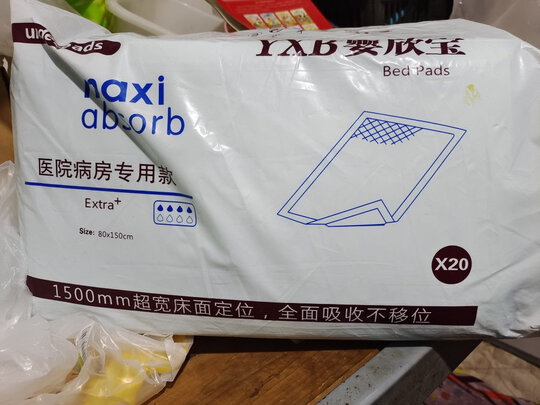 Pads
YXB 婴欣宝
Bed Pads
naxi
absorb
医院病房专用款
Extra+
Size: 80x150cm
X20
1500mm超宽床面定位，全面吸收不移位